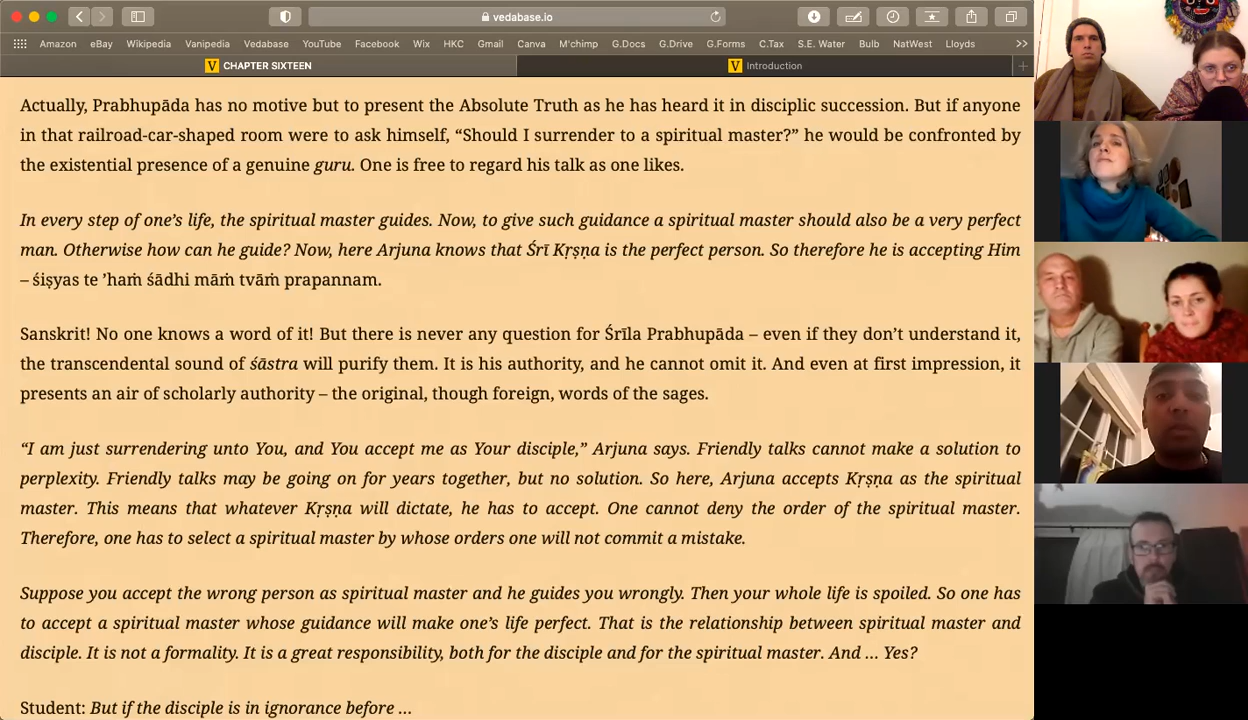 vedabase.io
Amazon eBay Wikipedia Vanipedia Vedabase YouTube Facebook Wix HKC Gmail Canva M'chimp G.Docs G.Drive G.Forms C.Tax S.E. Water Bulb NatWest Lloyds >>
V CHAPTER SIXTEEN V Introduction +
Actually, Prabhupāda has no motive but to present the Absolute Truth as he has heard it in disciplic succession. But if anyone
in that railroad-car-shaped room were to ask himself, “Should I surrender to a spiritual master?” he would be confronted by
the existential presence of a genuine guru. One is free to regard his talk as one likes.
In every step of one’s life, the spiritual master guides. Now, to give such guidance a spiritual master should also be a very perfect
man. Otherwise how can he guide? Now, here Arjuna knows that Śrī Kṛṣṇa is the perfect person. So therefore he is accepting Him
– śiṣyas te ’haṁ śādhi māṁ tvāṁ prapannam.
Sanskrit! No one knows a word of it! But there is never any question for Śrīla Prabhupāda – even if they don’t understand it,
the transcendental sound of śāstra will purify them. It is his authority, and he cannot omit it. And even at first impression, it
presents an air of scholarly authority – the original, though foreign, words of the sages.
“I am just surrendering unto You, and You accept me as Your disciple,” Arjuna says. Friendly talks cannot make a solution to
perplexity. Friendly talks may be going on for years together, but no solution. So here, Arjuna accepts Kṛṣṇa as the spiritual
master. This means that whatever Kṛṣṇa will dictate, he has to accept. One cannot deny the order of the spiritual master.
Therefore, one has to select a spiritual master by whose orders one will not commit a mistake.
Suppose you accept the wrong person as spiritual master and he guides you wrongly. Then your whole life is spoiled. So one has
to accept a spiritual master whose guidance will make one’s life perfect. That is the relationship between spiritual master and
disciple. It is not a formality. It is a great responsibility, both for the disciple and for the spiritual master. And … Yes?
Student: But if the disciple is in ignorance before …